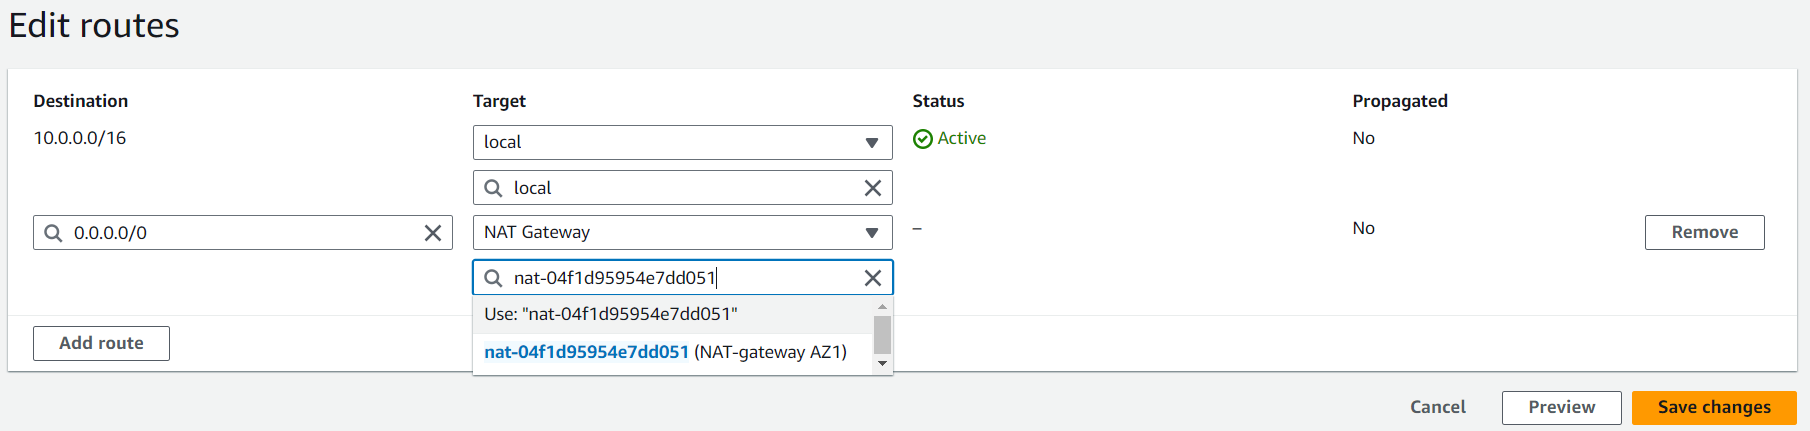 Edit routes
Destination Target Status Propagated
10.0.0.0/16 local Active No
local
0.0.0.0/0 NAT Gateway – No Remove
nat-04f1d95954e7dd051
Use: "nat-04f1d95954e7dd051"
Add route nat-04f1d95954e7dd051 (NAT-gateway AZ1)
Cancel Preview Save changes